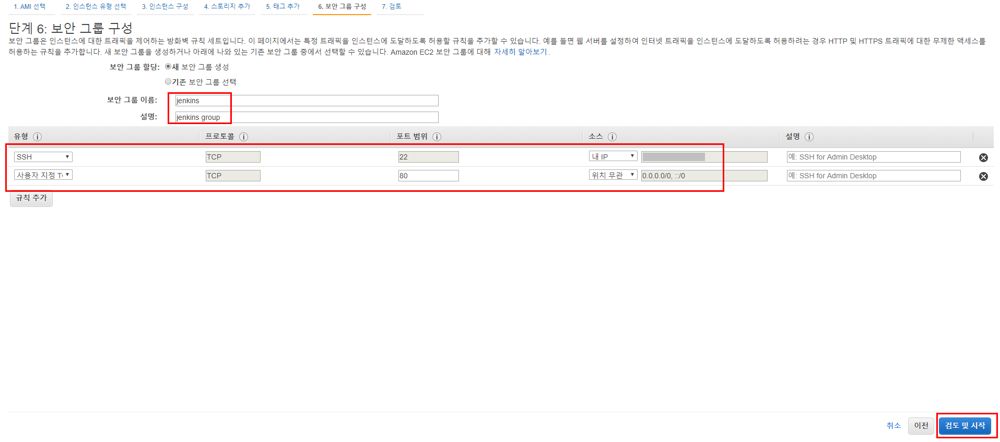 1. AMI 선택 2. 인스턴스 유형 선택 3. 인스턴스 구성 4. 스토리지 추가 5. 태그 추가 6. 보안 그룹 구성 7. 검토
단계 6: 보안 그룹 구성
보안 그룹은 인스턴스에 대한 트래픽을 제어하는 방화벽 규칙 세트입니다. 이 페이지에서는 특정 트래픽을 인스턴스에 도달하도록 허용할 규칙을 추가할 수 있습니다. 예를 들면 웹 서버를 설정하여 인터넷 트래픽을 인스턴스에 도달하도록 허용하려는 경우 HTTP 및 HTTPS 트래픽에 대한 무제한 액세스를
허용하는 규칙을 추가합니다. 새 보안 그룹을 생성하거나 아래에 나와 있는 기존 보안 그룹 중에서 선택할 수 있습니다. Amazon EC2 보안 그룹에 대해 자세히 알아보기.
보안 그룹 할당: 새 보안 그룹 생성
기존 보안 그룹 선택
보안 그룹 이름: jenkins
설명: jenkins group
유형 프로토콜 포트 범위 소스 설명
SSH TCP 22 내 IP 예: SSH for Admin Desktop
사용자 지정 TCP 80 위치 무관 0.0.0.0/0, ::/0 예: SSH for Admin Desktop
규칙 추가
취소 이전 검토 및 시작